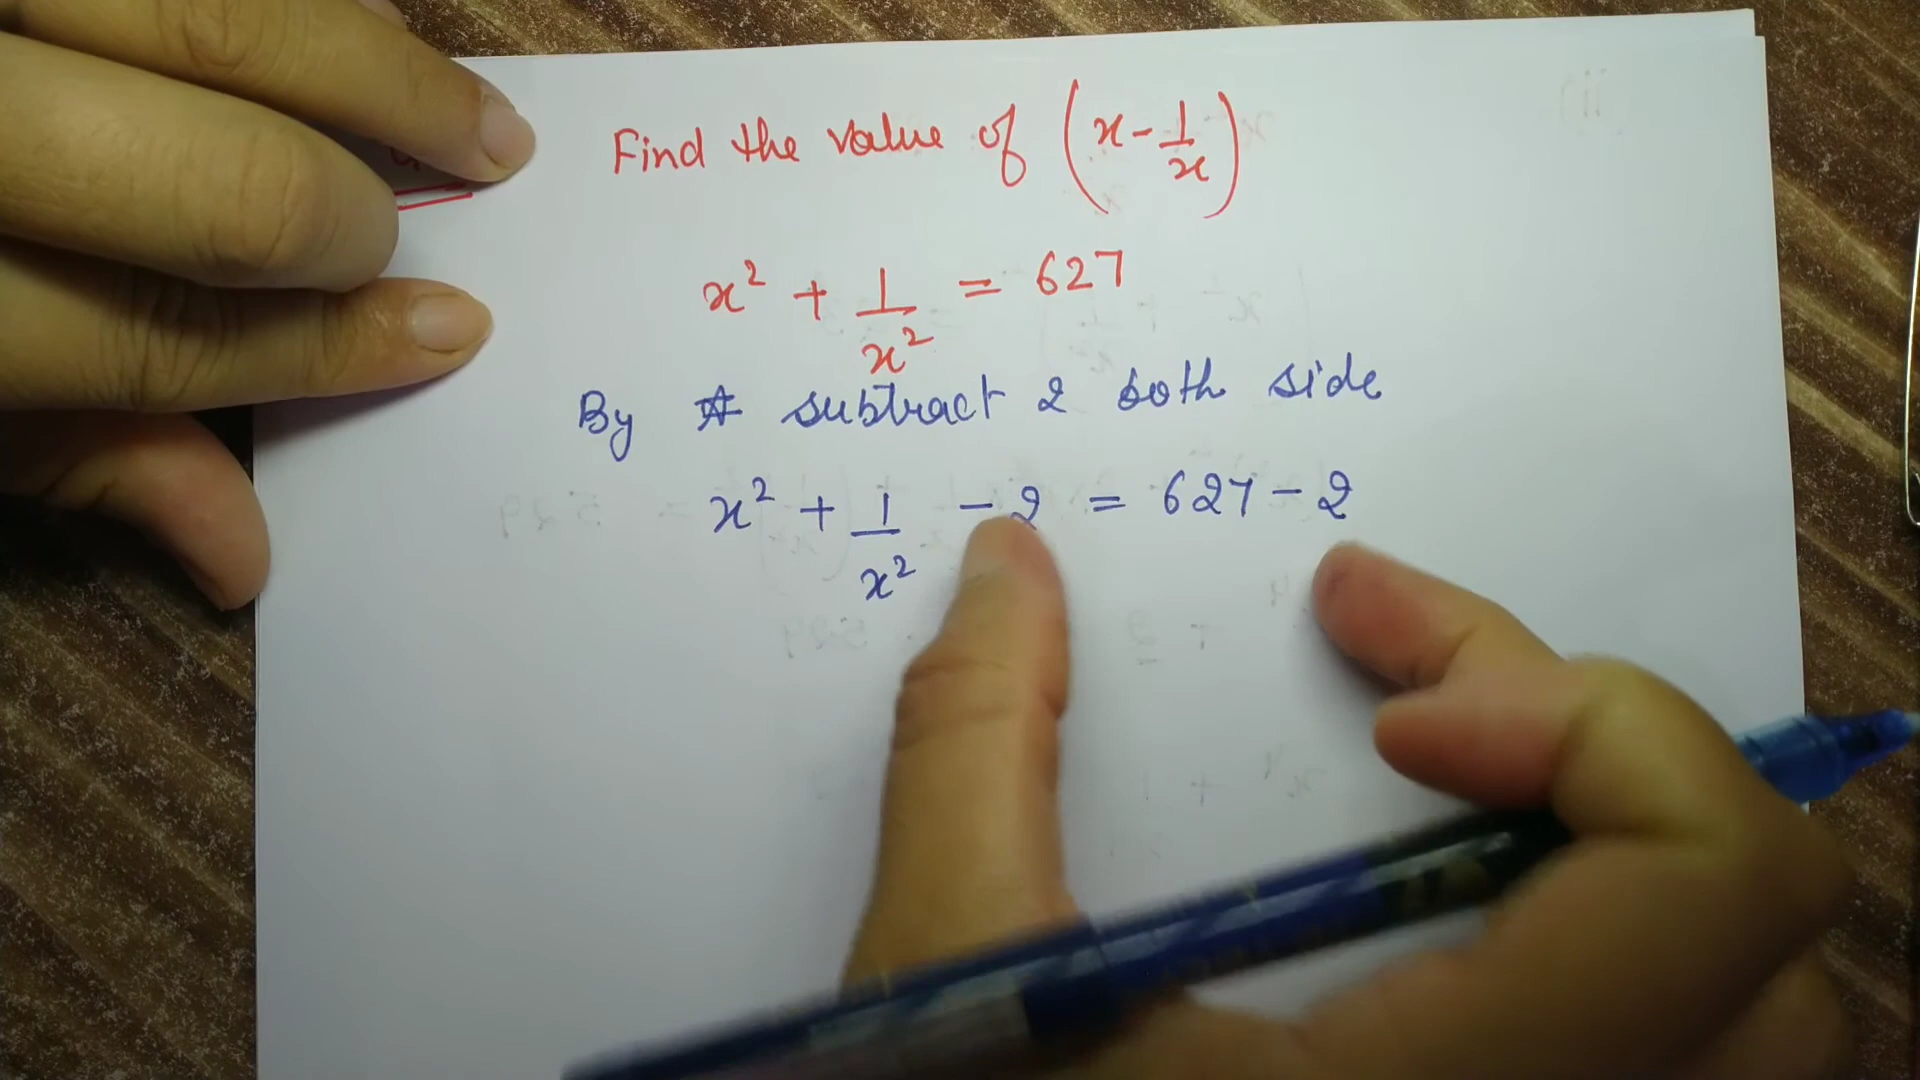 Find the value of (x - 1/x)
x² + 1/x² = 627
By subtract 2 both side
x² + 1/x² - 2 = 627 - 2